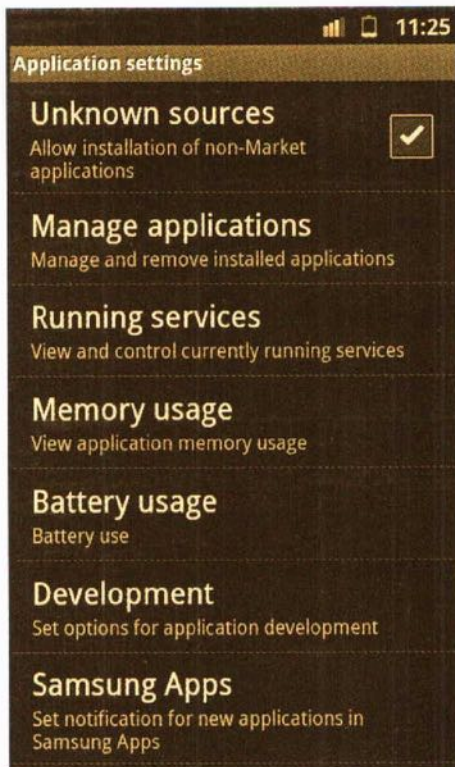 11:25
Application settings
Unknown sources
Allow installation of non-Market
applications
Manage applications
Manage and remove installed applications
Running services
View and control currently running services
Memory usage
View application memory usage
Battery usage
Battery use
Development
Set options for application development
Samsung Apps
Set notification for new applications in
Samsung Apps